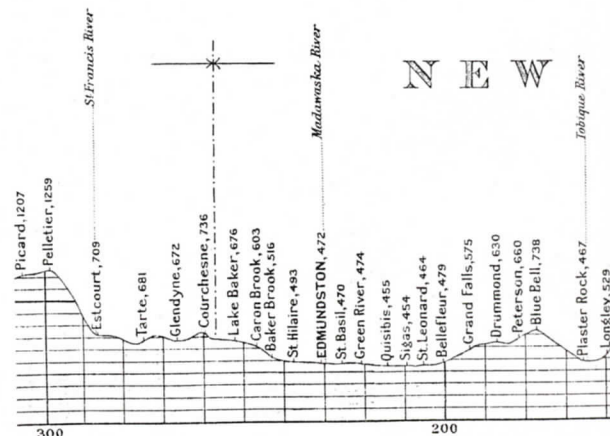 St Francis River
Madawaska River
NEW
Tobique River
Picard, 1207
Pelletier, 1259
Estcourt, 709
Tarte, 681
Glendyne, 672
Courchesne, 736
Lake Baker, 676
Caron Brook, 603
Baker Brook, 516
St Hilaire, 493
EDMUNDSTON, 472
St. Basil, 470
Green River, 474
Quisibis, 455
Sigas, 454
St. Leonard, 464
Bellefleur, 479
Grand Falls, 575
Drummond, 630
Peterson, 660
Blue Bell, 738
Plaster Rock, 467
Longley, 529
300
200